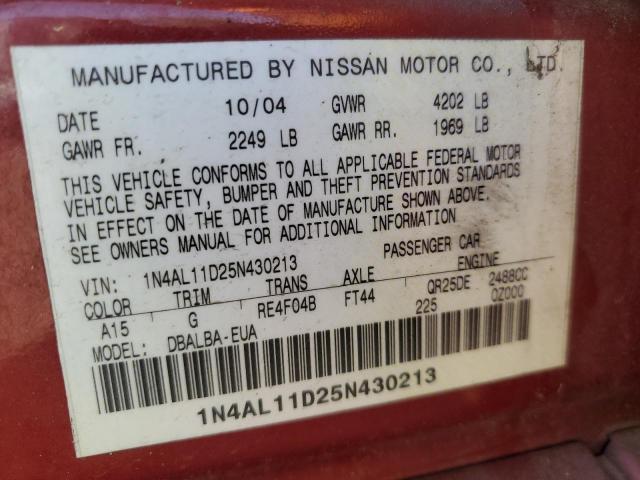 MANUFACTURED BY NISSAN MOTOR CO., LTD.
DATE 10/04 GVWR 4202 LB
GAWR FR. 2249 LB GAWR RR. 1969 LB
THIS VEHICLE CONFORMS TO ALL APPLICABLE FEDERAL MOTOR
VEHICLE SAFETY, BUMPER AND THEFT PREVENTION STANDARDS
IN EFFECT ON THE DATE OF MANUFACTURE SHOWN ABOVE.
SEE OWNERS MANUAL FOR ADDITIONAL INFORMATION
VIN: 1N4AL11D25N430213 PASSENGER CAR
COLOR TRIM TRANS AXLE ENGINE
A15 G RE4F04B FT44 QR25DE 2488CC
MODEL: DBALBA-EUA 225 0Z000
1N4AL11D25N430213